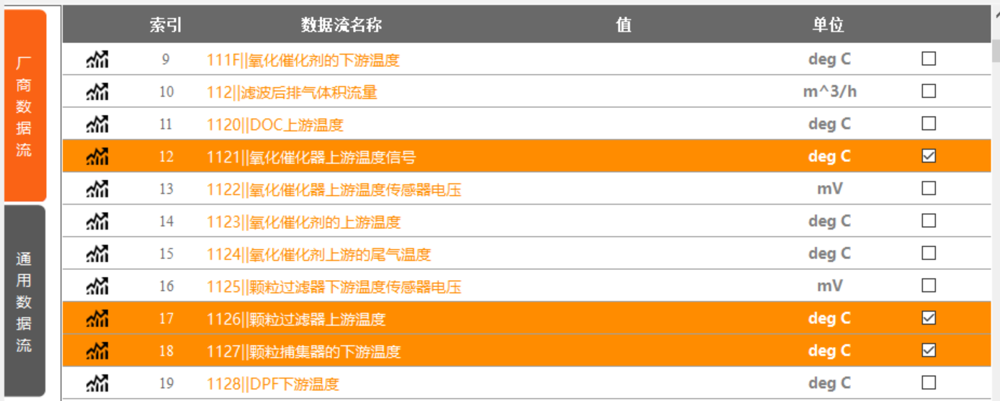 厂商数据流
通用数据流
索引 数据流名称 值 单位
9 111F||氧化催化剂的下游温度 deg C
10 112||滤波后排气体积流量 m^3/h
11 1120||DOC上游温度 deg C
12 1121||氧化催化器上游温度信号 deg C
13 1122||氧化催化器上游温度传感器电压 mV
14 1123||氧化催化剂的上游温度 deg C
15 1124||氧化催化剂上游的尾气温度 deg C
16 1125||颗粒过滤器下游温度传感器电压 mV
17 1126||颗粒过滤器上游温度 deg C
18 1127||颗粒捕集器的下游温度 deg C
19 1128||DPF下游温度 deg C